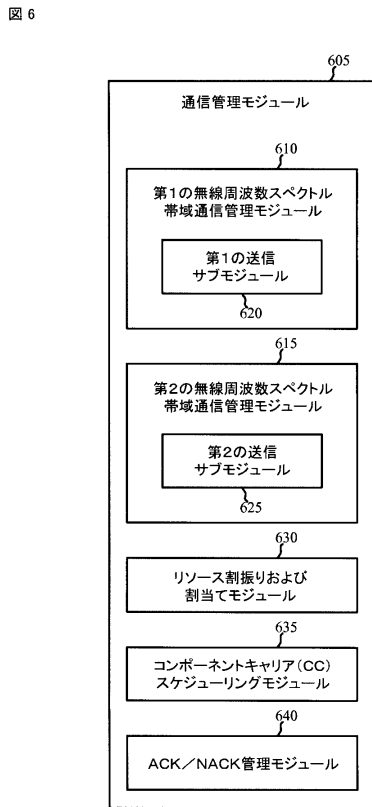 図 6
605
通信管理モジュール
610
第1の無線周波数スペクトル
帯域通信管理モジュール
第1の送信
サブモジュール
620
615
第2の無線周波数スペクトル
帯域通信管理モジュール
第2の送信
サブモジュール
625
630
リソース割振りおよび
割当てモジュール
635
コンポーネントキャリア(CC)
スケジューリングモジュール
640
ACK/NACK管理モジュール